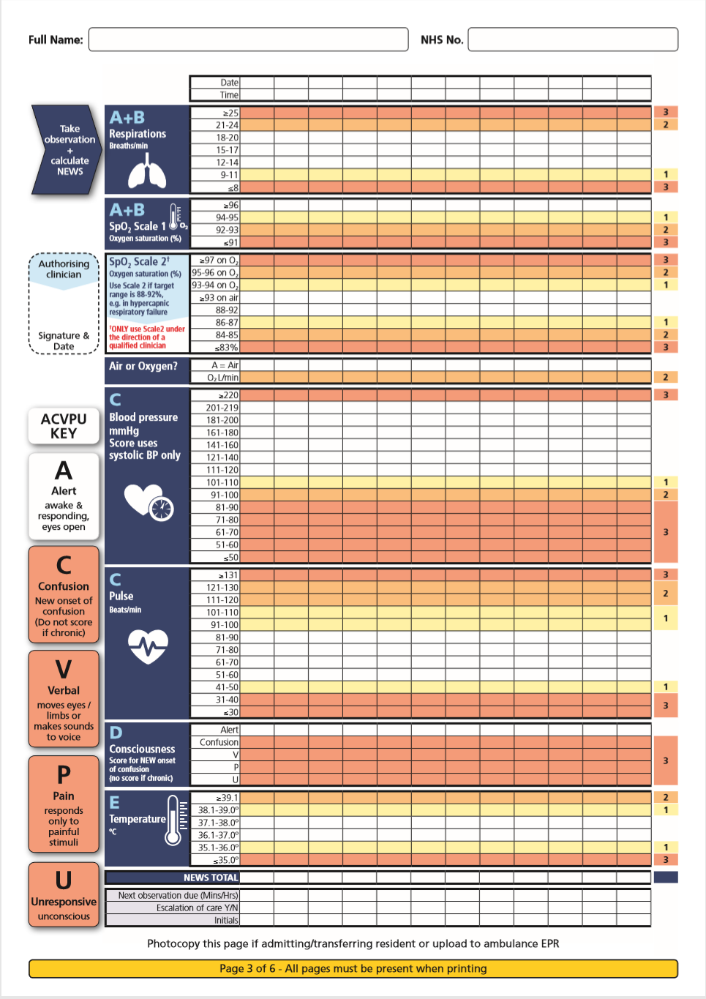 Full Name:
NHS No.
Date
Time
Take
observation
+
calculate
NEWS
A+B
Respirations
Breaths/min
≥25
21-24
18-20
15-17
12-14
9-11
≤8
3
2
1
3
A+B
SpO₂ Scale 1
Oxygen saturation (%)
O₂
≥96
94-95
92-93
≤91
1
2
3
Authorising
clinician
Signature &
Date
SpO₂ Scale 2†
Oxygen saturation (%)
Use Scale 2 if target
range is 88-92%,
e.g. in hypercapnic
respiratory failure
†ONLY use Scale2 under
the direction of a
qualified clinician
≥97 on O₂
95-96 on O₂
93-94 on O₂
≥93 on air
88-92
86-87
84-85
≤83%
3
2
1
1
2
3
Air or Oxygen?
A = Air
O₂ L/min
2
C
Blood pressure
mmHg
Score uses
systolic BP only
≥220
201-219
181-200
161-180
141-160
121-140
111-120
101-110
91-100
81-90
71-80
61-70
51-60
≤50
3
1
2
3
ACVPU
KEY
A
Alert
awake &
responding,
eyes open
C
Confusion
New onset of
confusion
(Do not score
if chronic)
V
Verbal
moves eyes /
limbs or
makes sounds
to voice
P
Pain
responds
only to
painful
stimuli
U
Unresponsive
unconscious
C
Pulse
Beats/min
≥131
121-130
111-120
101-110
91-100
81-90
71-80
61-70
51-60
41-50
31-40
≤30
3
2
1
1
3
D
Consciousness
Score for NEW onset
of confusion
(no score if chronic)
Alert
Confusion
V
P
U
3
E
Temperature
°C
≥39.1
38.1-39.0°
37.1-38.0°
36.1-37.0°
35.1-36.0°
≤35.0°
2
1
1
3
NEWS TOTAL
Next observation due (Mins/Hrs)
Escalation of care Y/N
Initials
Photocopy this page if admitting/transferring resident or upload to ambulance EPR
Page 3 of 6 - All pages must be present when printing